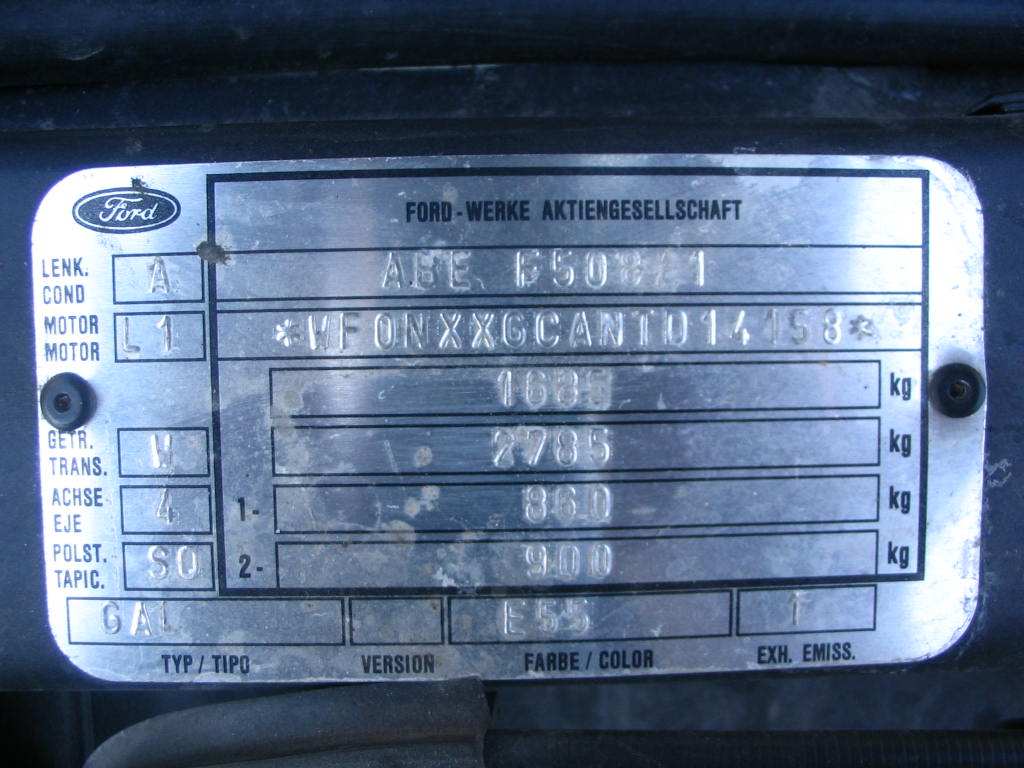 Ford
FORD-WERKE AKTIENGESELLSCHAFT
LENK.
COND
A
ABE E508/1
MOTOR
MOTOR
L1
*WF0NXXGCANTD14158*
1685 kg
GETR.
TRANS.
W
2785 kg
ACHSE
EJE
4
1- 860 kg
POLST.
TAPIC.
SO
2- 900 kg
GAL
E55
1
TYP / TIPO
VERSION
FARBE / COLOR
EXH. EMISS.